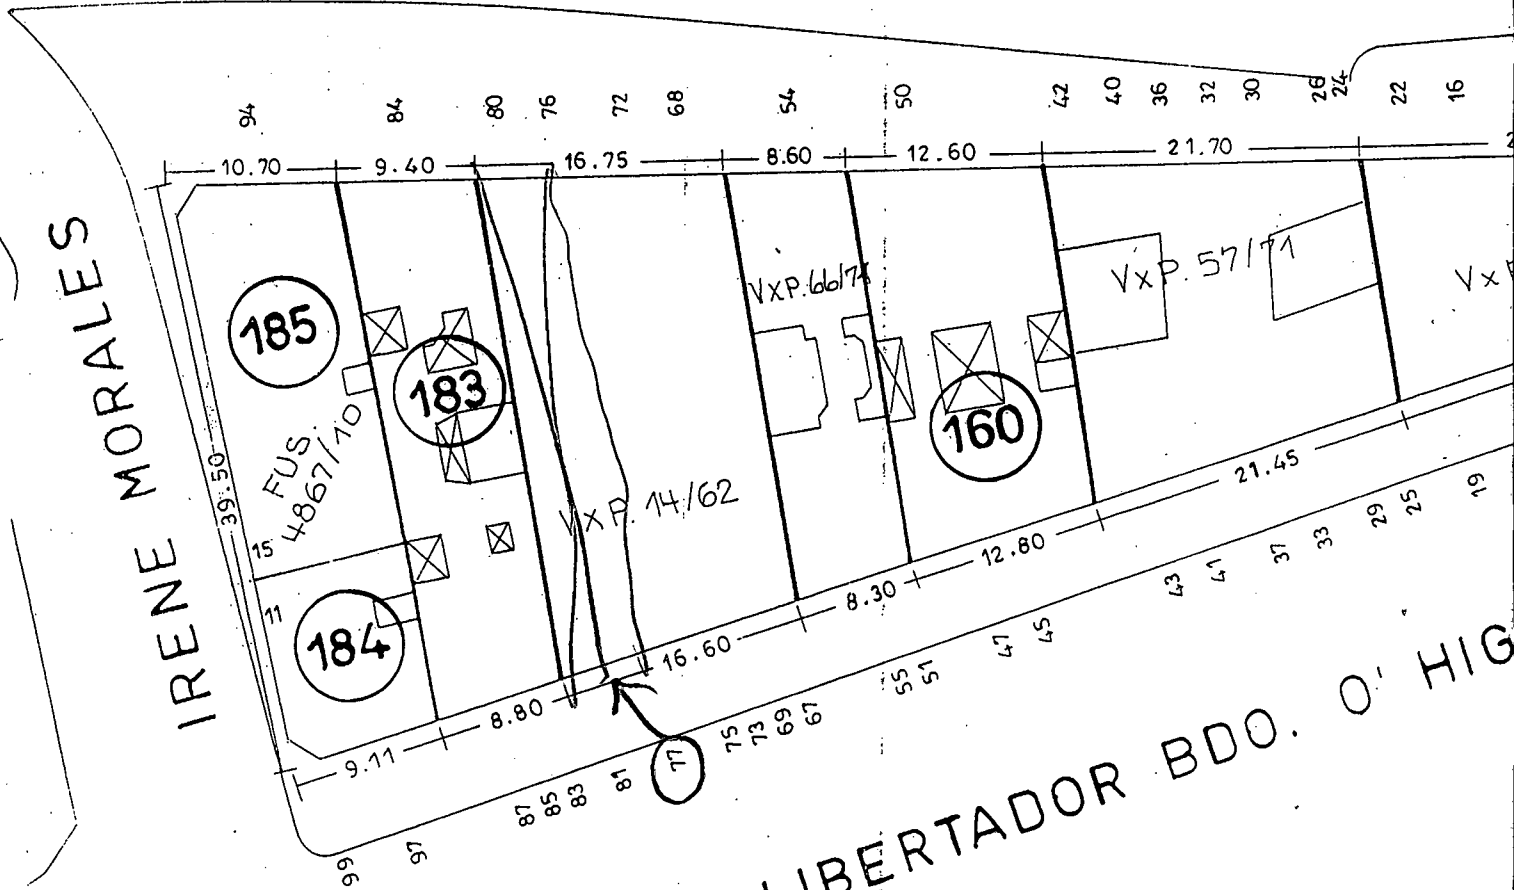 94 84 80 76 72 68 54 50 42 40 36 32 30 26 24 22 16
10.70 9.40 16.75 8.60 12.60 21.70
IRENE MORALES
39.50
185
183
160
184
FUS.
4867/10
15
11
VXP. 14/62
VXP. 66/71
VXP. 57/71
VXP
9.11 8.80 16.60 8.30 12.80 21.45
99 97 87 85 83 81 77 75 73 69 67 55 51 47 45 43 41 37 33 29 25 19
LIBERTADOR BDO. O' HIG